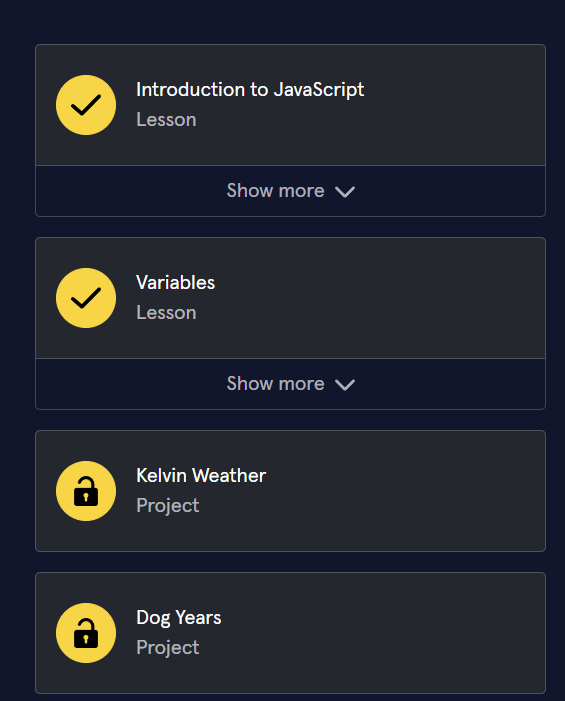 Introduction to JavaScript
Lesson
Show more
Variables
Lesson
Show more
Kelvin Weather
Project
Dog Years
Project